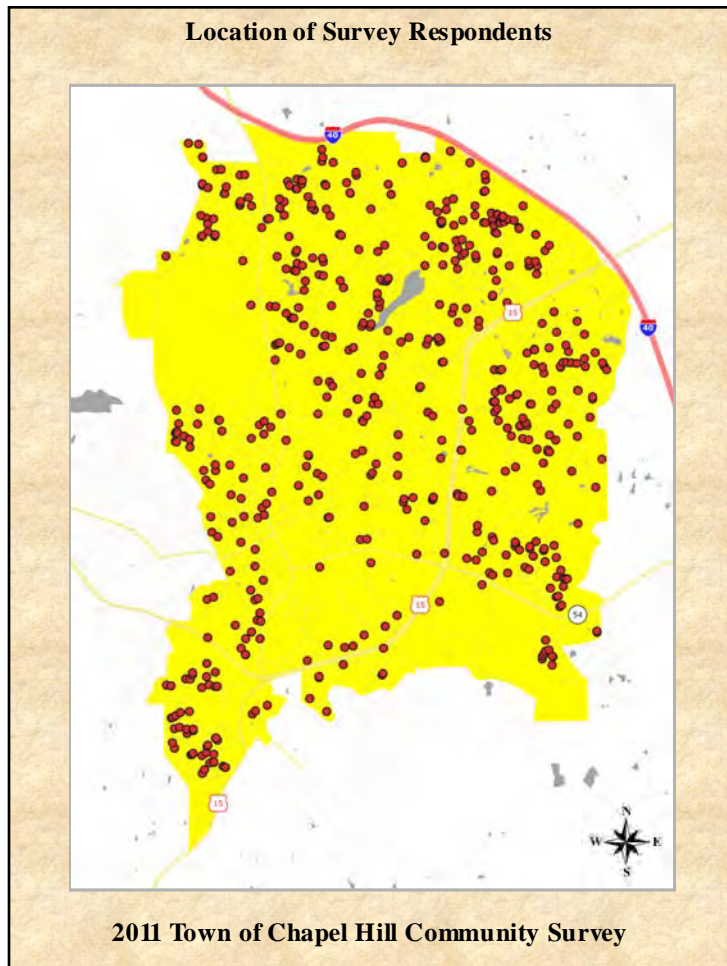 Location of Survey Respondents
40
15
40
15
54
15
N
W E
S
2011 Town of Chapel Hill Community Survey